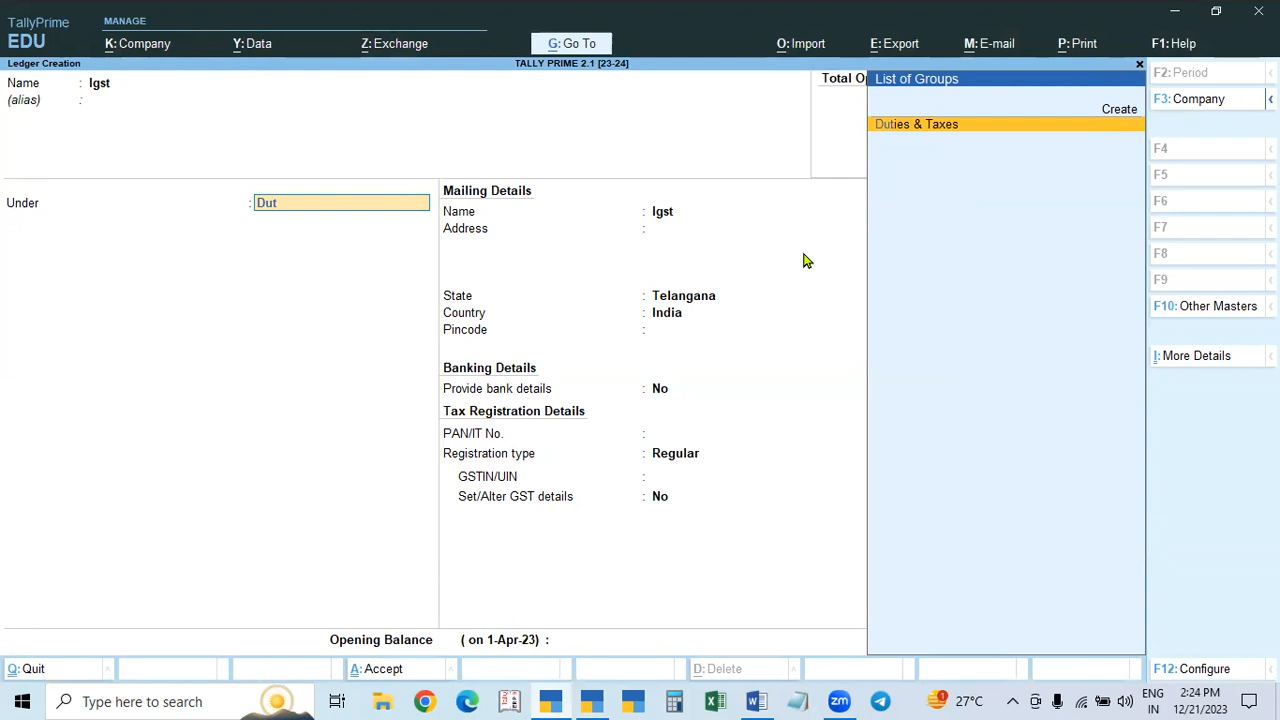 TallyPrime
EDU
MANAGE
K: Company
Y: Data
Z: Exchange
G: Go To
O: Import
E: Export
M: E-mail
P: Print
F1: Help
Ledger Creation
TALLY PRIME 2.1 [23-24]
Name : Igst
(alias) :
Total Op
Under : Dut
Mailing Details
Name : Igst
Address :
State : Telangana
Country : India
Pincode :
Banking Details
Provide bank details : No
Tax Registration Details
PAN/IT No. :
Registration type : Regular
GSTIN/UIN :
Set/Alter GST details : No
Opening Balance ( on 1-Apr-23) :
List of Groups
Create
Duties & Taxes
F2: Period
F3: Company
F4
F5
F6
F7
F8
F9
F10: Other Masters
I: More Details
Q: Quit
A: Accept
D: Delete
F12: Configure
Type here to search
27°C
ENG
IN
2:24 PM
12/21/2023